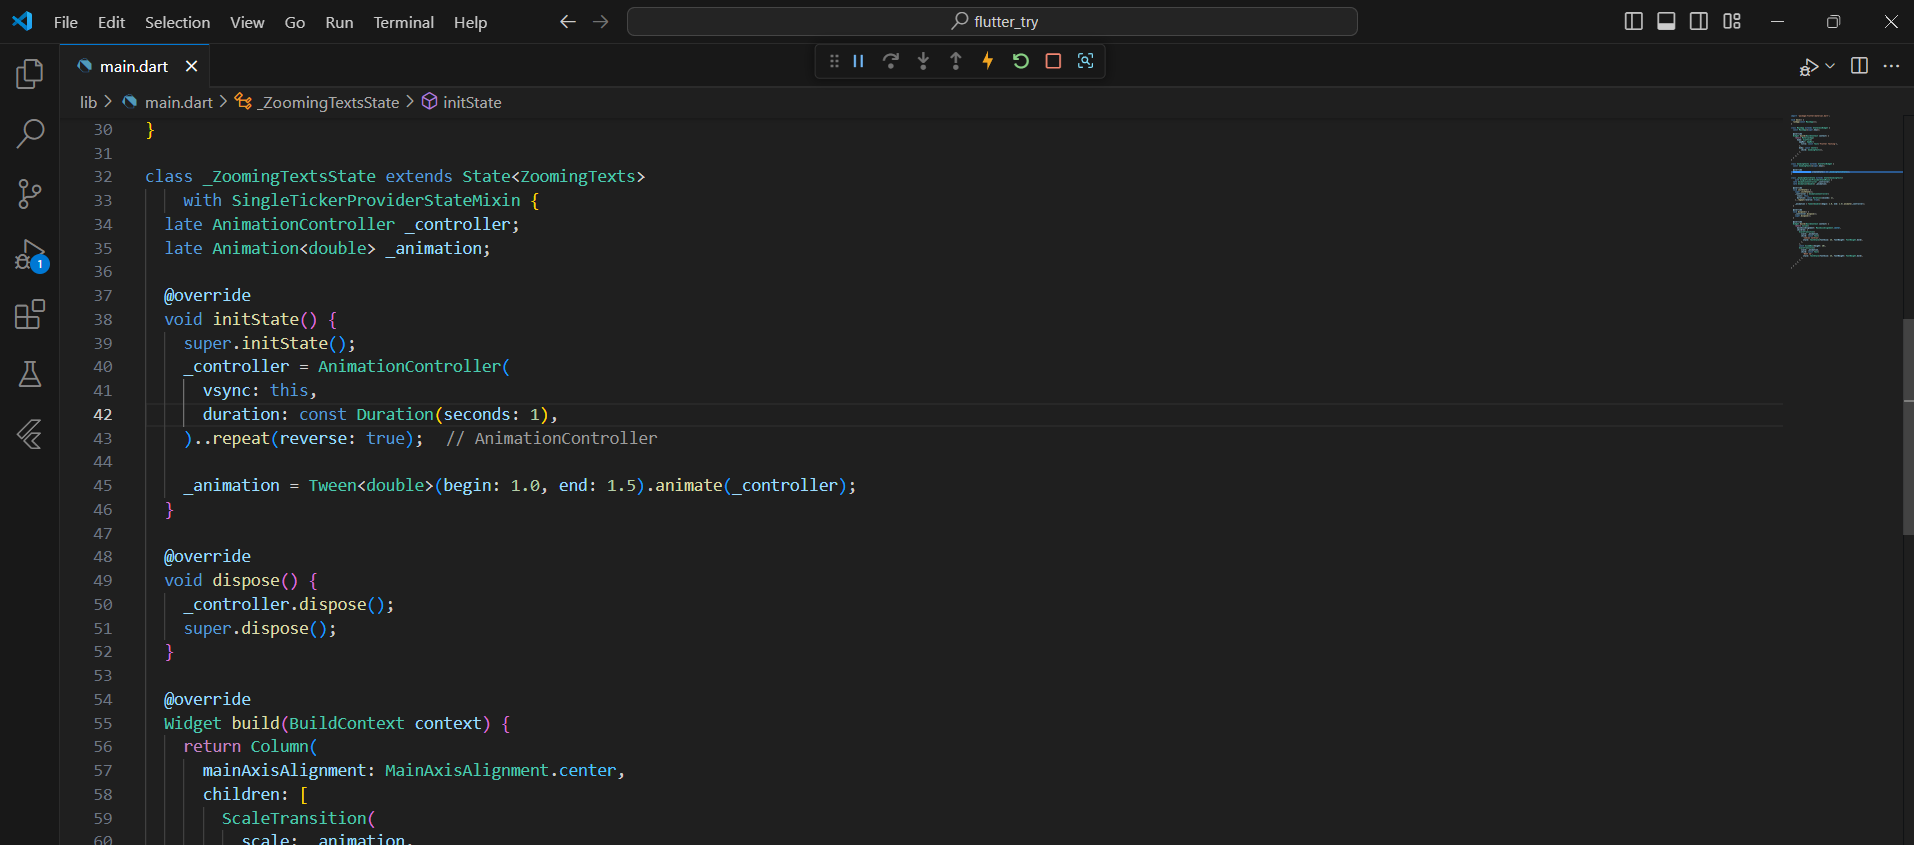 File Edit Selection View Go Run Terminal Help flutter_try
main.dart
lib > main.dart > _ZoomingTextsState > initState
30 }
31
32 class _ZoomingTextsState extends State<ZoomingTexts>
33 with SingleTickerProviderStateMixin {
34 late AnimationController _controller;
35 late Animation<double> _animation;
36
37 @override
38 void initState() {
39 super.initState();
40 _controller = AnimationController(
41 vsync: this,
42 duration: const Duration(seconds: 1),
43 )..repeat(reverse: true); // AnimationController
44
45 _animation = Tween<double>(begin: 1.0, end: 1.5).animate(_controller);
46 }
47
48 @override
49 void dispose() {
50 _controller.dispose();
51 super.dispose();
52 }
53
54 @override
55 Widget build(BuildContext context) {
56 return Column(
57 mainAxisAlignment: MainAxisAlignment.center,
58 children: [
59 ScaleTransition(
60 scale: _animation,
1